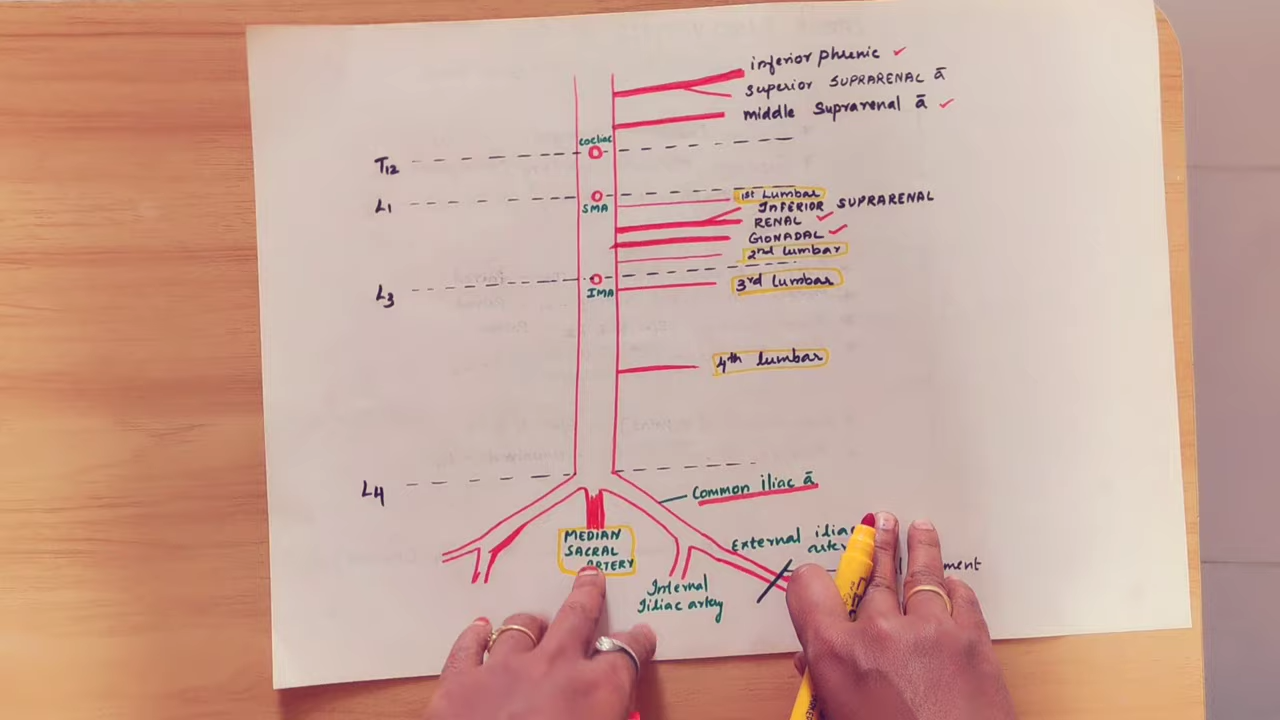 inferior phrenic ✓
superior SUPRARENAL ā
middle Suprarenal ā ✓
coeliac
T12
L1
SMA
1st Lumbar
INFERIOR SUPRARENAL
RENAL ✓
GONADAL ✓
2nd lumbar
L3
IMA
3rd lumbar
4th lumbar
L4
Common iliac ā
MEDIAN
SACRAL
ARTERY
External iliac
Internal
Iliac artery